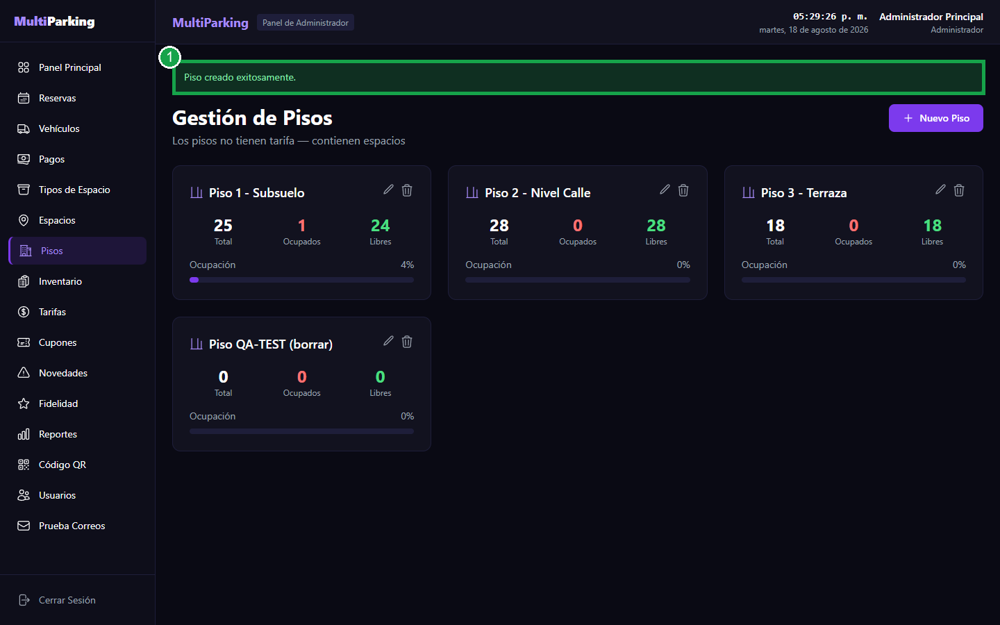 MultiParking
Panel Principal
Reservas
Vehículos
Pagos
Tipos de Espacio
Espacios
Pisos
Inventario
Tarifas
Cupones
Novedades
Fidelidad
Reportes
Código QR
Usuarios
Prueba Correos
Cerrar Sesión
MultiParking
Panel de Administrador
05:29:26 p. m.
martes, 18 de agosto de 2026
Administrador Principal
Administrador
1
Piso creado exitosamente.
Gestión de Pisos
Los pisos no tienen tarifa — contienen espacios
Nuevo Piso
Piso 1 - Subsuelo
25 1 24
Total Ocupados Libres
Ocupación 4%
Piso 2 - Nivel Calle
28 0 28
Total Ocupados Libres
Ocupación 0%
Piso 3 - Terraza
18 0 18
Total Ocupados Libres
Ocupación 0%
Piso QA-TEST (borrar)
0 0 0
Total Ocupados Libres
Ocupación 0%